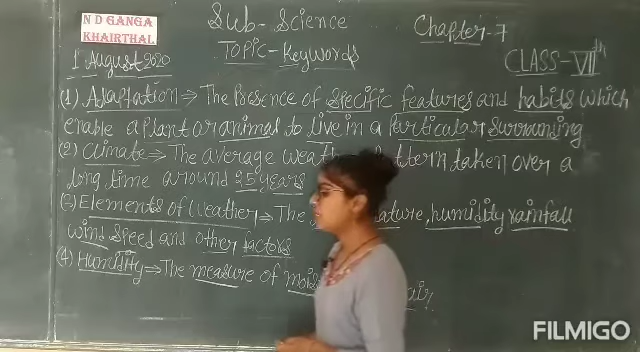 N D GANGA
KHAIRTHAL
Sub- Science
Chapter-7
TOPIC- Keywords
1 August 2020
CLASS-VII th
(1) Adaptation ⇒ The Presence of specific features and habits which
enable a plant or animal to live in a Particular Surrounding
(2) Climate ⇒ The average weath ttern taken over a
long time around 25 years
(3) Elements of Weather ⇒ The ature, humidity rainfall
wind speed and other factors
(4) Humidity ⇒ The measure of mois air.
FILMIGO